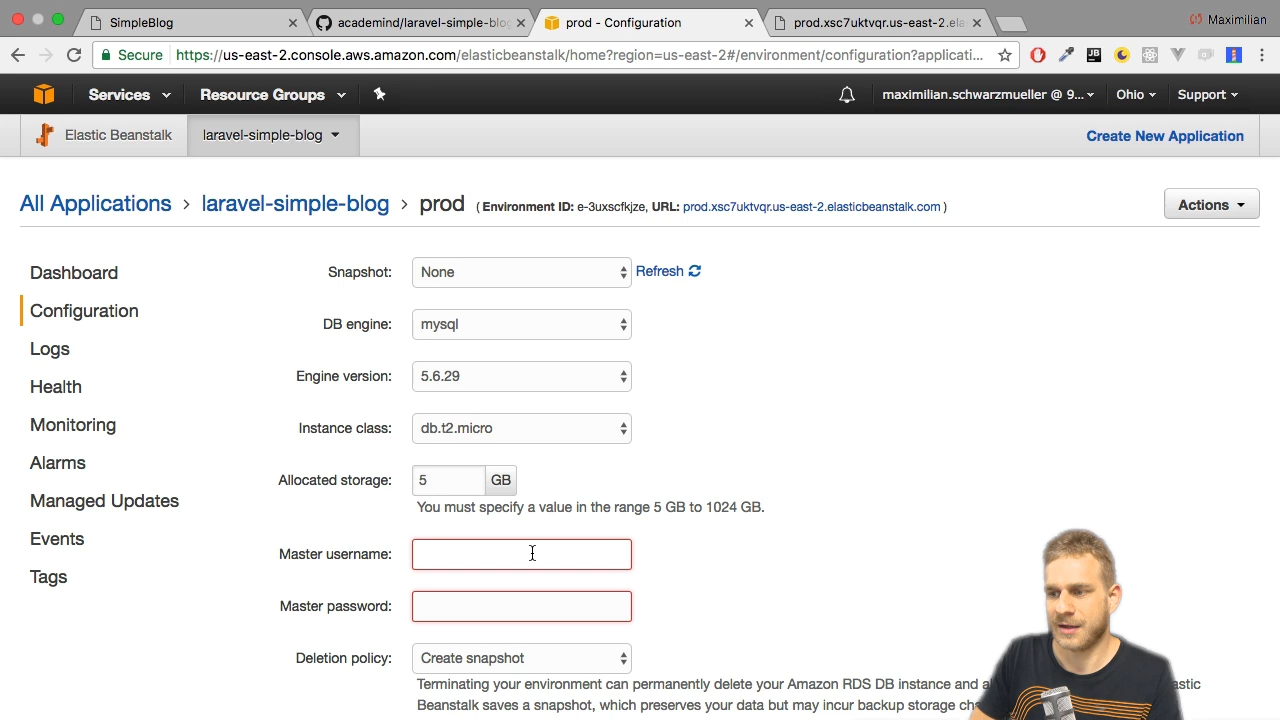 SimpleBlog
academind/laravel-simple-blog
prod - Configuration
prod.xsc7uktvqr.us-east-2.ela
Maximilian
Secure
https://us-east-2.console.aws.amazon.com/elasticbeanstalk/home?region=us-east-2#/environment/configuration?applicati...
Services
Resource Groups
maximilian.schwarzmueller @ 9...
Ohio
Support
Elastic Beanstalk
laravel-simple-blog
Create New Application
All Applications > laravel-simple-blog > prod ( Environment ID: e-3uxscfkjze, URL: prod.xsc7uktvqr.us-east-2.elasticbeanstalk.com )
Actions
Dashboard
Configuration
Logs
Health
Monitoring
Alarms
Managed Updates
Events
Tags
Snapshot: None Refresh
DB engine: mysql
Engine version: 5.6.29
Instance class: db.t2.micro
Allocated storage: 5 GB
You must specify a value in the range 5 GB to 1024 GB.
Master username:
Master password:
Deletion policy: Create snapshot
Terminating your environment can permanently delete your Amazon RDS DB instance and
Beanstalk saves a snapshot, which preserves your data but may incur backup storage